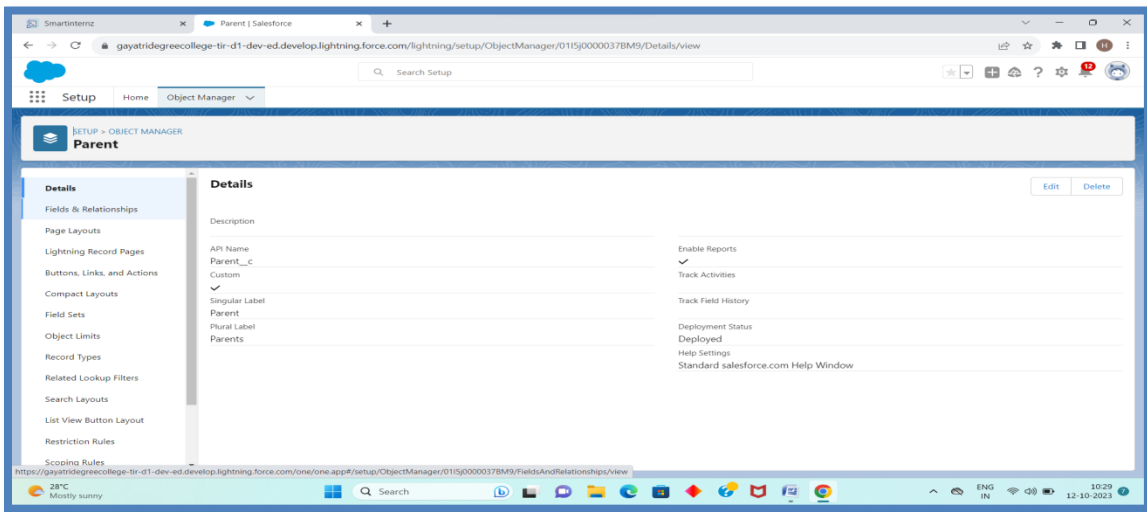 Smartinternz
Parent | Salesforce
gayatridegreecollege-tir-d1-dev-ed.develop.lightning.force.com/lightning/setup/ObjectManager/01I5j0000037BM9/Details/view
H
Search Setup
12
Setup Home Object Manager
SETUP > OBJECT MANAGER
Parent
Details
Fields & Relationships
Page Layouts
Lightning Record Pages
Buttons, Links, and Actions
Compact Layouts
Field Sets
Object Limits
Record Types
Related Lookup Filters
Search Layouts
List View Button Layout
Restriction Rules
Scoping Rules
Details
Edit Delete
Description
API Name
Parent__c
Custom
Singular Label
Parent
Plural Label
Parents
Enable Reports
Track Activities
Track Field History
Deployment Status
Deployed
Help Settings
Standard salesforce.com Help Window
https://gayatridegreecollege-tir-d1-dev-ed.develop.lightning.force.com/one/one.app#/setup/ObjectManager/01I5j0000037BM9/FieldsAndRelationships/view
28°C
Mostly sunny
Search
ENG
IN
10:29
12-10-2023